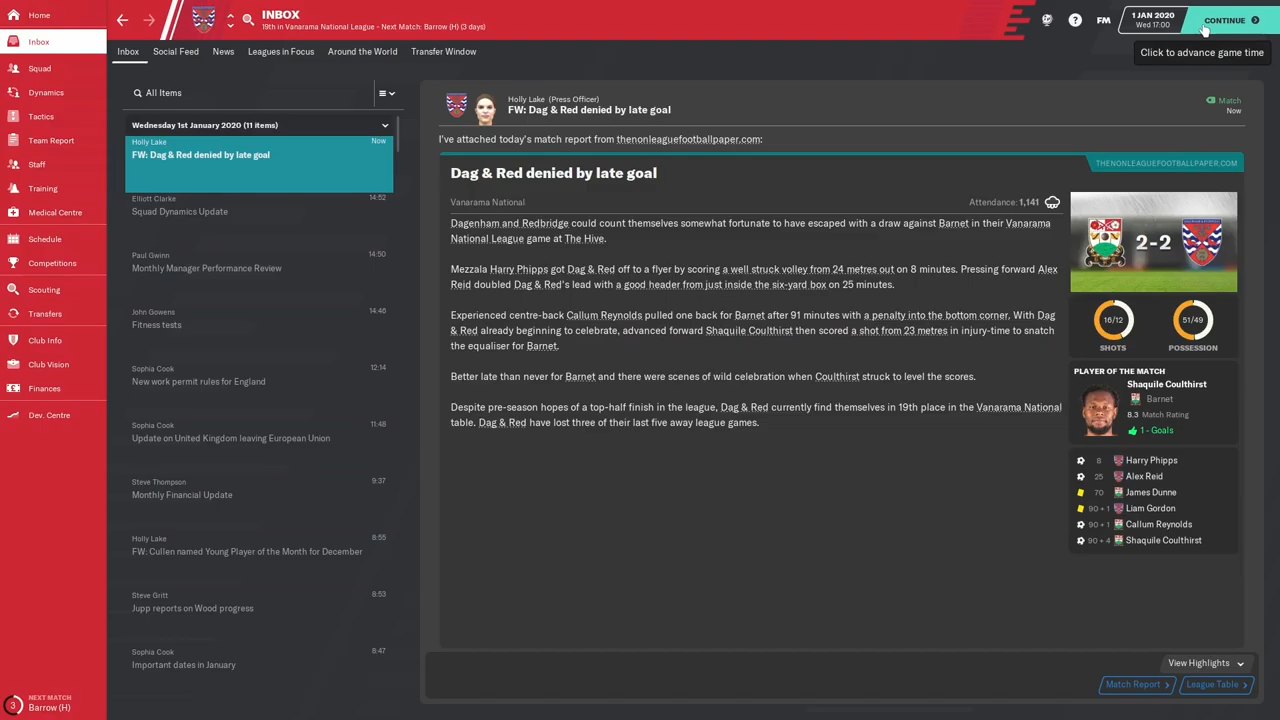 Home
Inbox
Squad
Dynamics
Tactics
Team Report
Staff
Training
Medical Centre
Schedule
Competitions
Scouting
Transfers
Club Info
Club Vision
Finances
Dev. Centre
3
NEXT MATCH
Barrow (H)
INBOX
19th in Vanarama National League - Next Match: Barrow (H) (3 days)
?
FM
1 JAN 2020
Wed 17:00
CONTINUE
Click to advance game time
Inbox
Social Feed
News
Leagues in Focus
Around the World
Transfer Window
All Items
Wednesday 1st January 2020 (11 items)
Holly Lake
Now
FW: Dag & Red denied by late goal
Elliott Clarke
14:52
Squad Dynamics Update
Paul Gwinn
14:50
Monthly Manager Performance Review
John Gowens
14:46
Fitness tests
Sophia Cook
12:14
New work permit rules for England
Sophia Cook
11:48
Update on United Kingdom leaving European Union
Steve Thompson
9:37
Monthly Financial Update
Holly Lake
8:55
FW: Cullen named Young Player of the Month for December
Steve Gritt
8:53
Jupp reports on Wood progress
Sophia Cook
8:47
Important dates in January
Holly Lake (Press Officer)
FW: Dag & Red denied by late goal
Match
Now
I've attached today's match report from thenonleaguefootballpaper.com:
THENONLEAGUEFOOTBALLPAPER.COM
Dag & Red denied by late goal
Vanarama National
Attendance: 1,141
Dagenham and Redbridge could count themselves somewhat fortunate to have escaped with a draw against Barnet in their Vanarama
National League game at The Hive.
Mezzala Harry Phipps got Dag & Red off to a flyer by scoring a well struck volley from 24 metres out on 8 minutes. Pressing forward Alex
Reid doubled Dag & Red's lead with a good header from just inside the six-yard box on 25 minutes.
Experienced centre-back Callum Reynolds pulled one back for Barnet after 91 minutes with a penalty into the bottom corner. With Dag
& Red already beginning to celebrate, advanced forward Shaquile Coulthirst then scored a shot from 23 metres in injury-time to snatch
the equaliser for Barnet.
Better late than never for Barnet and there were scenes of wild celebration when Coulthirst struck to level the scores.
Despite pre-season hopes of a top-half finish in the league, Dag & Red currently find themselves in 19th place in the Vanarama National
table. Dag & Red have lost three of their last five away league games.
2-2
16/12
51/49
SHOTS
POSSESSION
PLAYER OF THE MATCH
Shaquile Coulthirst
Barnet
8.3 Match Rating
1 - Goals
8 Harry Phipps
25 Alex Reid
70 James Dunne
90 + 1 Liam Gordon
90 + 1 Callum Reynolds
90 + 4 Shaquile Coulthirst
View Highlights
Match Report
League Table